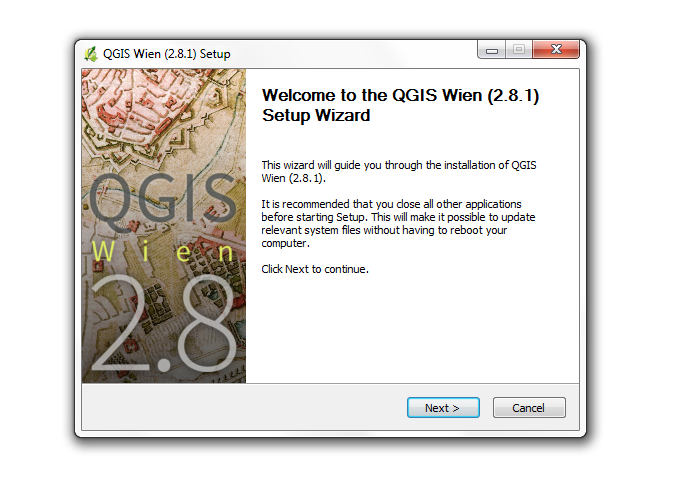 QGIS Wien (2.8.1) Setup
QGIS
Wien
2.8
Welcome to the QGIS Wien (2.8.1)
Setup Wizard
This wizard will guide you through the installation of QGIS
Wien (2.8.1).
It is recommended that you close all other applications
before starting Setup. This will make it possible to update
relevant system files without having to reboot your
computer.
Click Next to continue.
Next >
Cancel